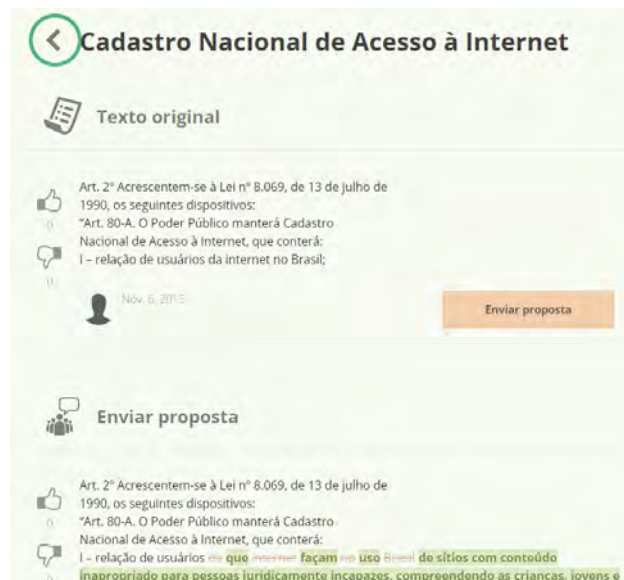 Cadastro Nacional de Acesso à Internet
Texto original
Art. 2º Acrescentem-se à Lei nº 8.069, de 13 de julho de
1990, os seguintes dispositivos:
"Art. 80-A. O Poder Público manterá Cadastro
Nacional de Acesso à Internet, que conterá:
I – relação de usuários da internet no Brasil;
0
0
Nov. 6, 2015
Enviar proposta
Enviar proposta
Art. 2º Acrescentem-se à Lei nº 8.069, de 13 de julho de
1990, os seguintes dispositivos:
"Art. 80-A. O Poder Público manterá Cadastro
Nacional de Acesso à Internet, que conterá:
I – relação de usuários da que internet façam no uso Brasil de sítios com conteúdo
inapropriado para pessoas juridicamente incapazes, compreendendo as crianças, jovens e
0
0